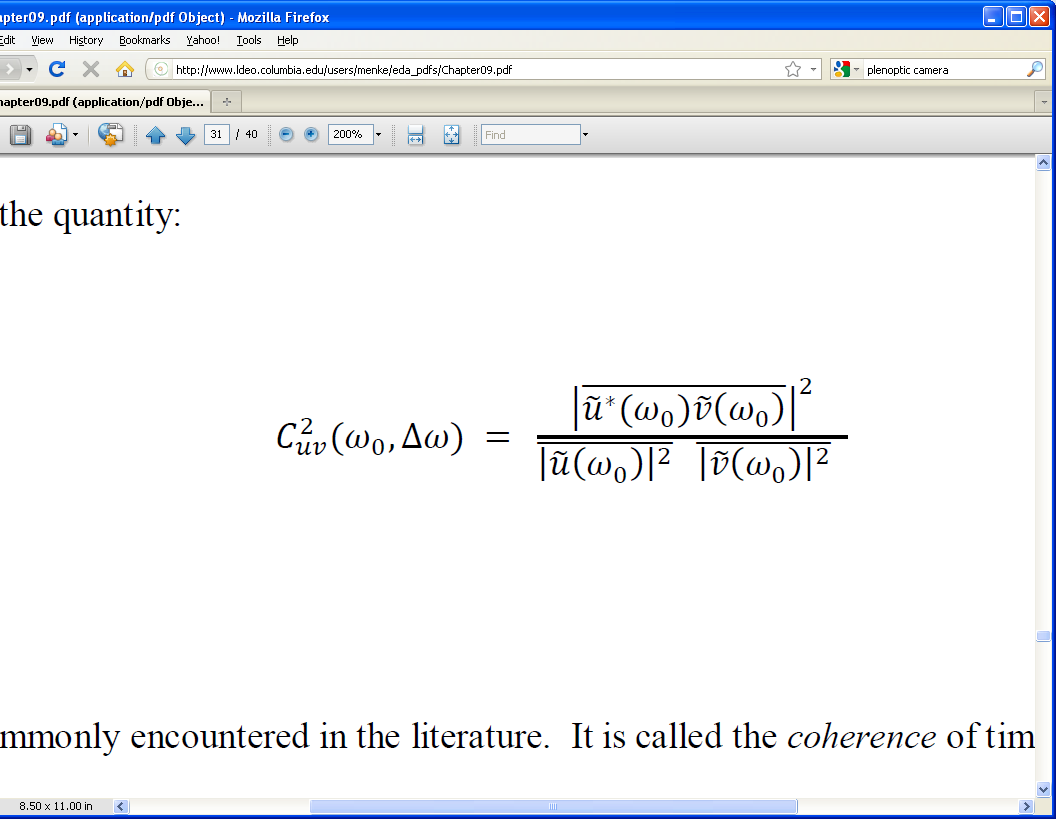 apter09.pdf (application/pdf Object) - Mozilla Firefox
Edit View History Bookmarks Yahoo! Tools Help
http://www.ldeo.columbia.edu/users/menke/eda_pdfs/Chapter09.pdf plenoptic camera
hapter09.pdf (application/pdf Obje...
31 / 40 200% Find
the quantity:
|ũ*(ω₀)ṽ(ω₀)|²
C²ᵤᵥ(ω₀, Δω) =
|ũ(ω₀)|² |ṽ(ω₀)|²
mmonly encountered in the literature. It is called the coherence of tim
8.50 x 11.00 in